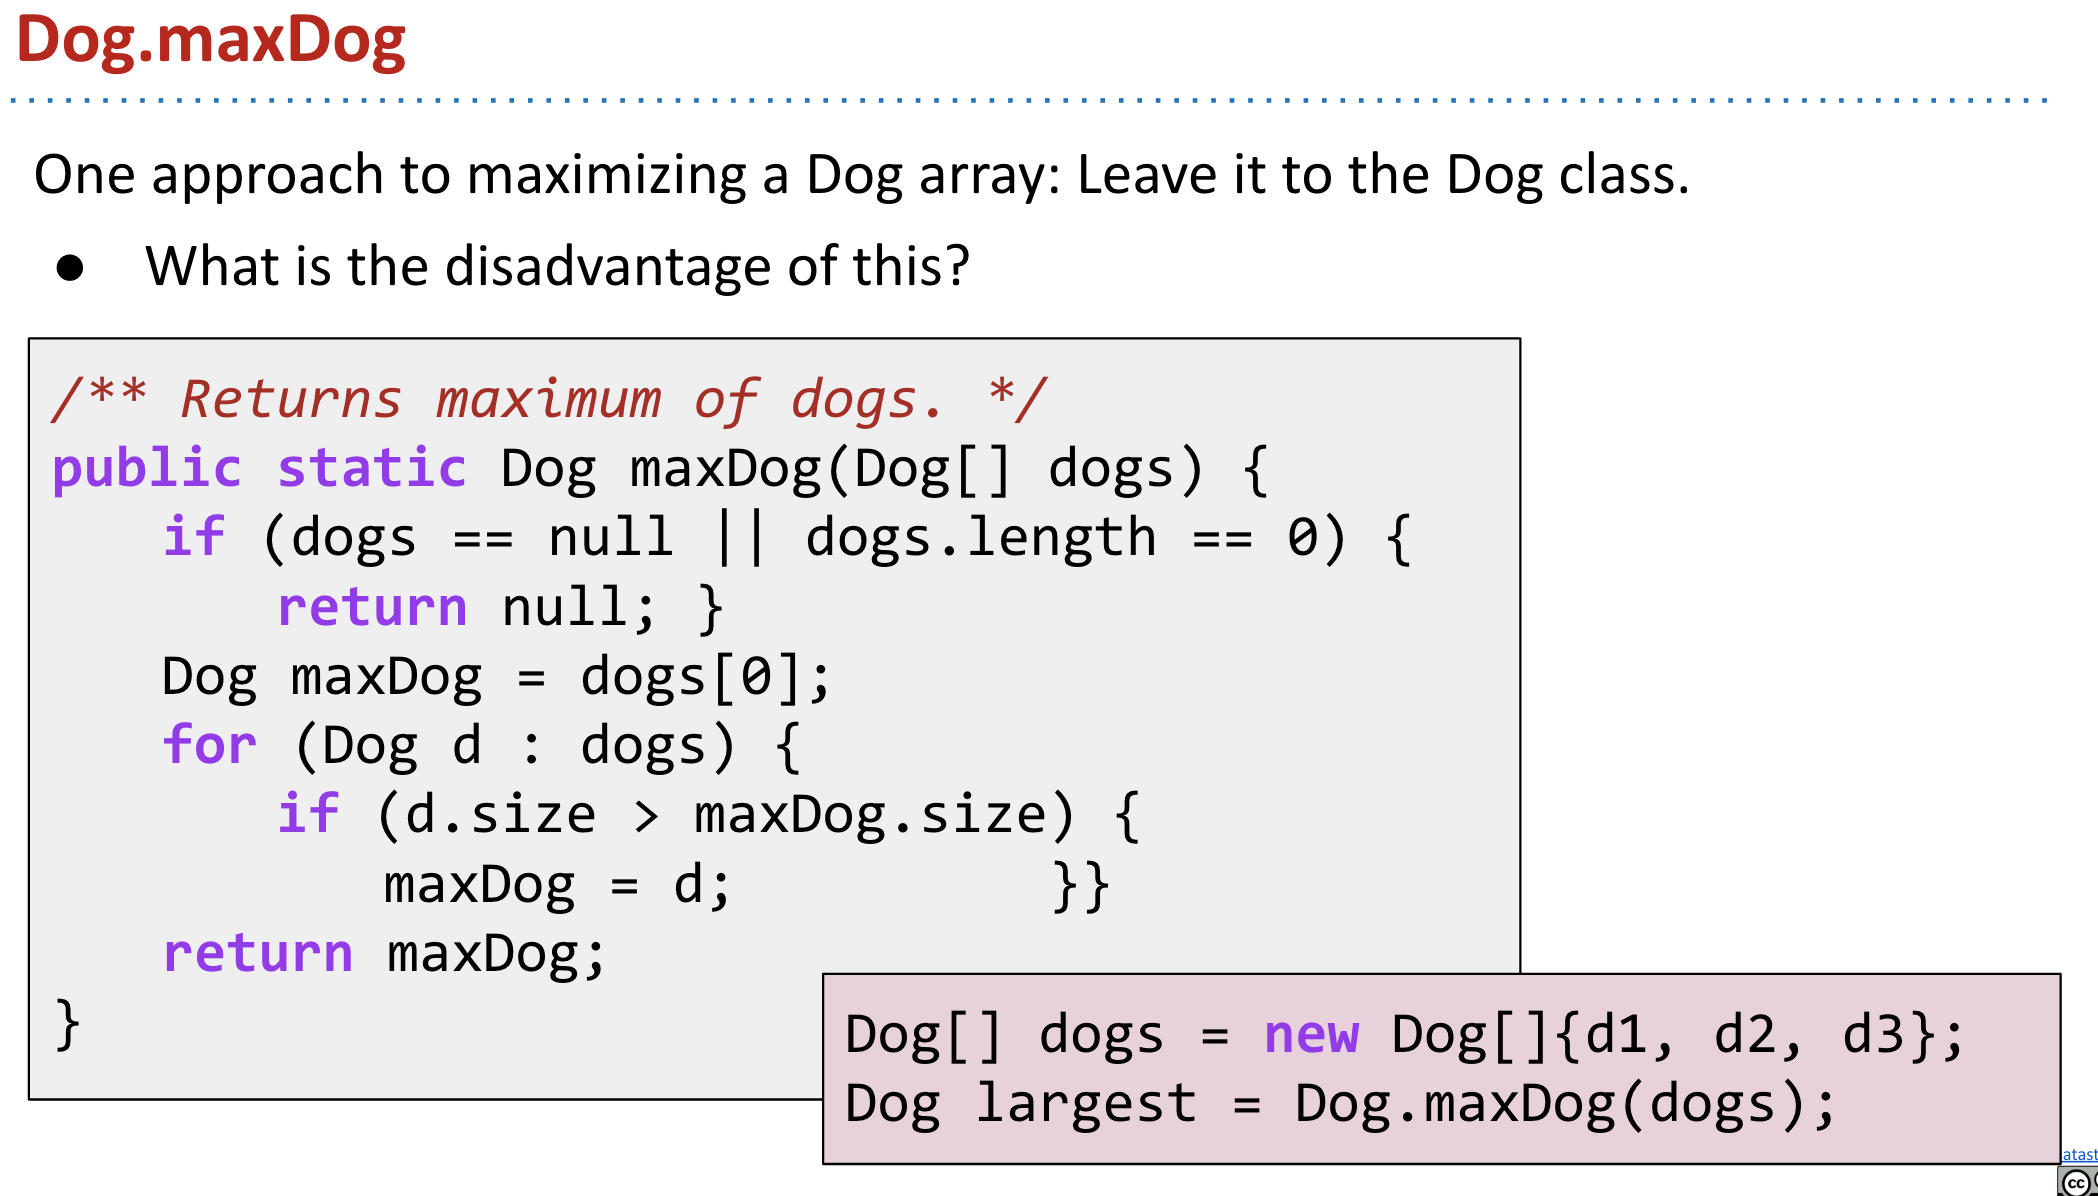 Dog.maxDog
One approach to maximizing a Dog array: Leave it to the Dog class.
● What is the disadvantage of this?
/** Returns maximum of dogs. */
public static Dog maxDog(Dog[] dogs) {
    if (dogs == null || dogs.length == 0) {
        return null; }
    Dog maxDog = dogs[0];
    for (Dog d : dogs) {
        if (d.size > maxDog.size) {
            maxDog = d;          }}
    return maxDog;
}
Dog[] dogs = new Dog[]{d1, d2, d3};
Dog largest = Dog.maxDog(dogs);
atast
cc